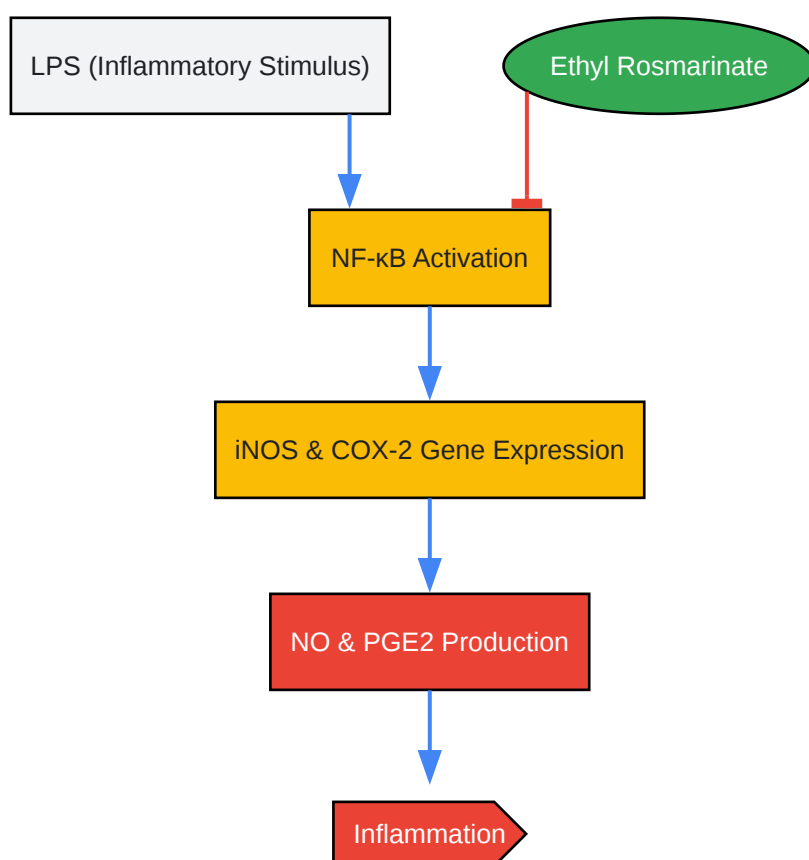 LPS (Inflammatory Stimulus)
Ethyl Rosmarinate
NF-κB Activation
iNOS & COX-2 Gene Expression
NO & PGE2 Production
Inflammation